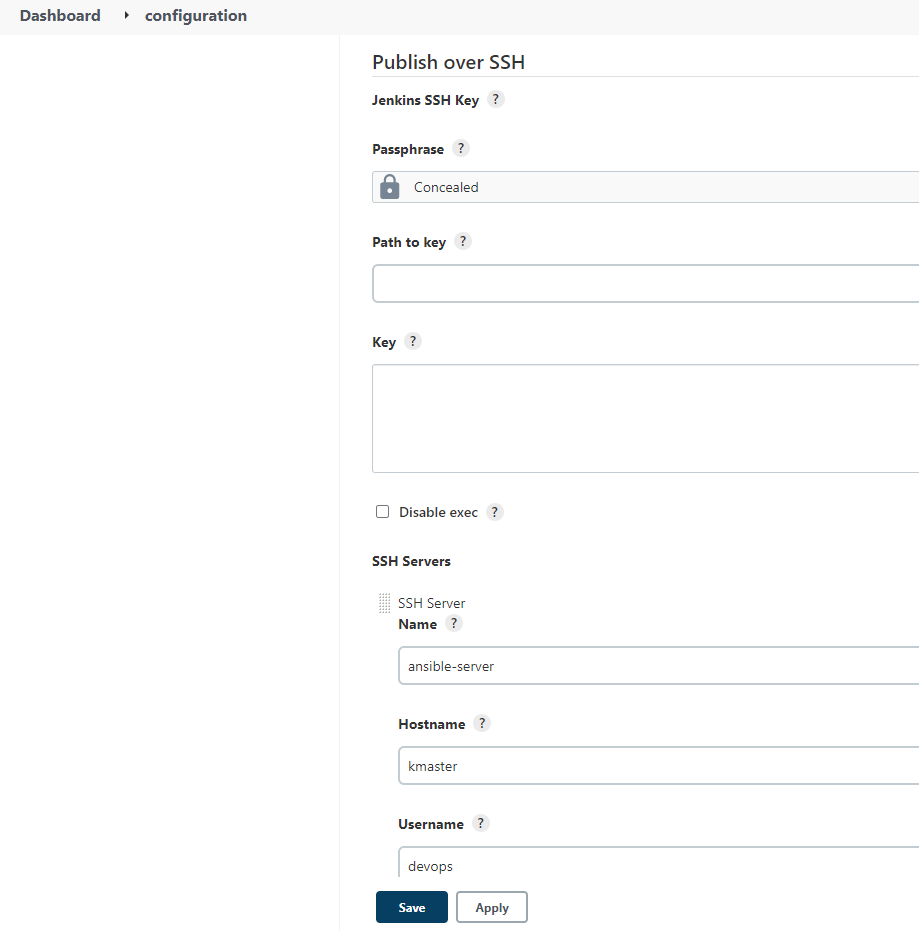 Dashboard configuration
Publish over SSH
Jenkins SSH Key ?
Passphrase ?
Concealed
Path to key ?
Key ?
Disable exec ?
SSH Servers
SSH Server
Name ?
ansible-server
Hostname ?
kmaster
Username ?
devops
Save Apply